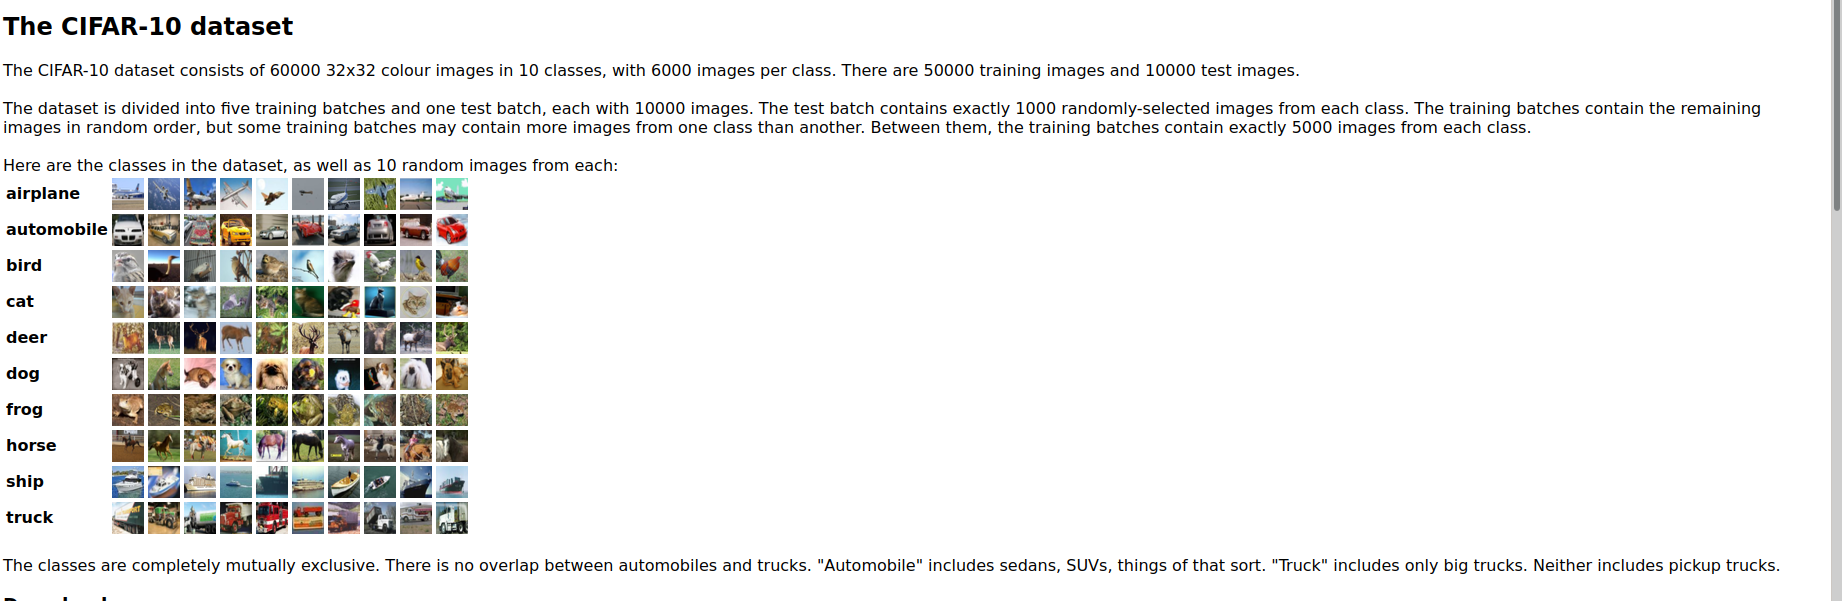 The CIFAR-10 dataset
The CIFAR-10 dataset consists of 60000 32x32 colour images in 10 classes, with 6000 images per class. There are 50000 training images and 10000 test images.
The dataset is divided into five training batches and one test batch, each with 10000 images. The test batch contains exactly 1000 randomly-selected images from each class. The training batches contain the remaining
images in random order, but some training batches may contain more images from one class than another. Between them, the training batches contain exactly 5000 images from each class.
Here are the classes in the dataset, as well as 10 random images from each:
airplane
automobile
bird
cat
deer
dog
frog
horse
ship
truck
The classes are completely mutually exclusive. There is no overlap between automobiles and trucks. "Automobile" includes sedans, SUVs, things of that sort. "Truck" includes only big trucks. Neither includes pickup trucks.